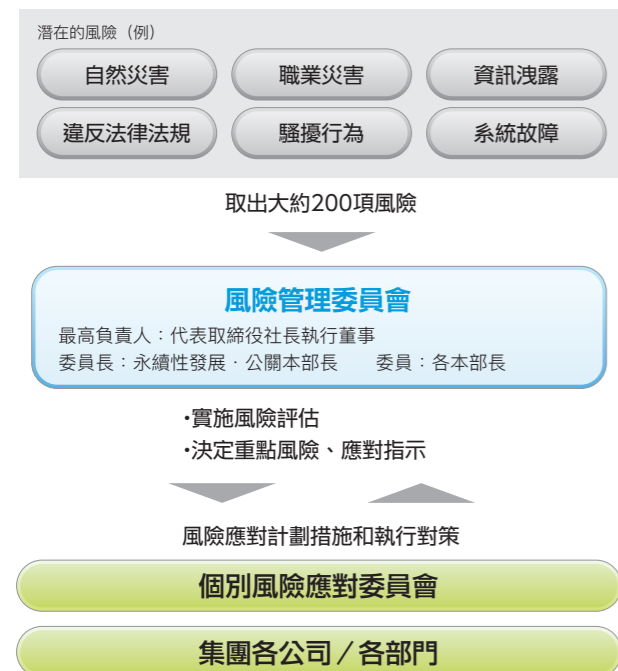 潛在的風險（例）
自然災害
職業災害
資訊洩露
違反法律法規
騷擾行為
系統故障
取出大約200項風險
風險管理委員會
最高負責人：代表取締役社長執行董事
委員長：永續性發展·公關本部長 委員：各本部長
·實施風險評估
·決定重點風險、應對指示
風險應對計劃措施和執行對策
個別風險應對委員會
集團各公司／各部門